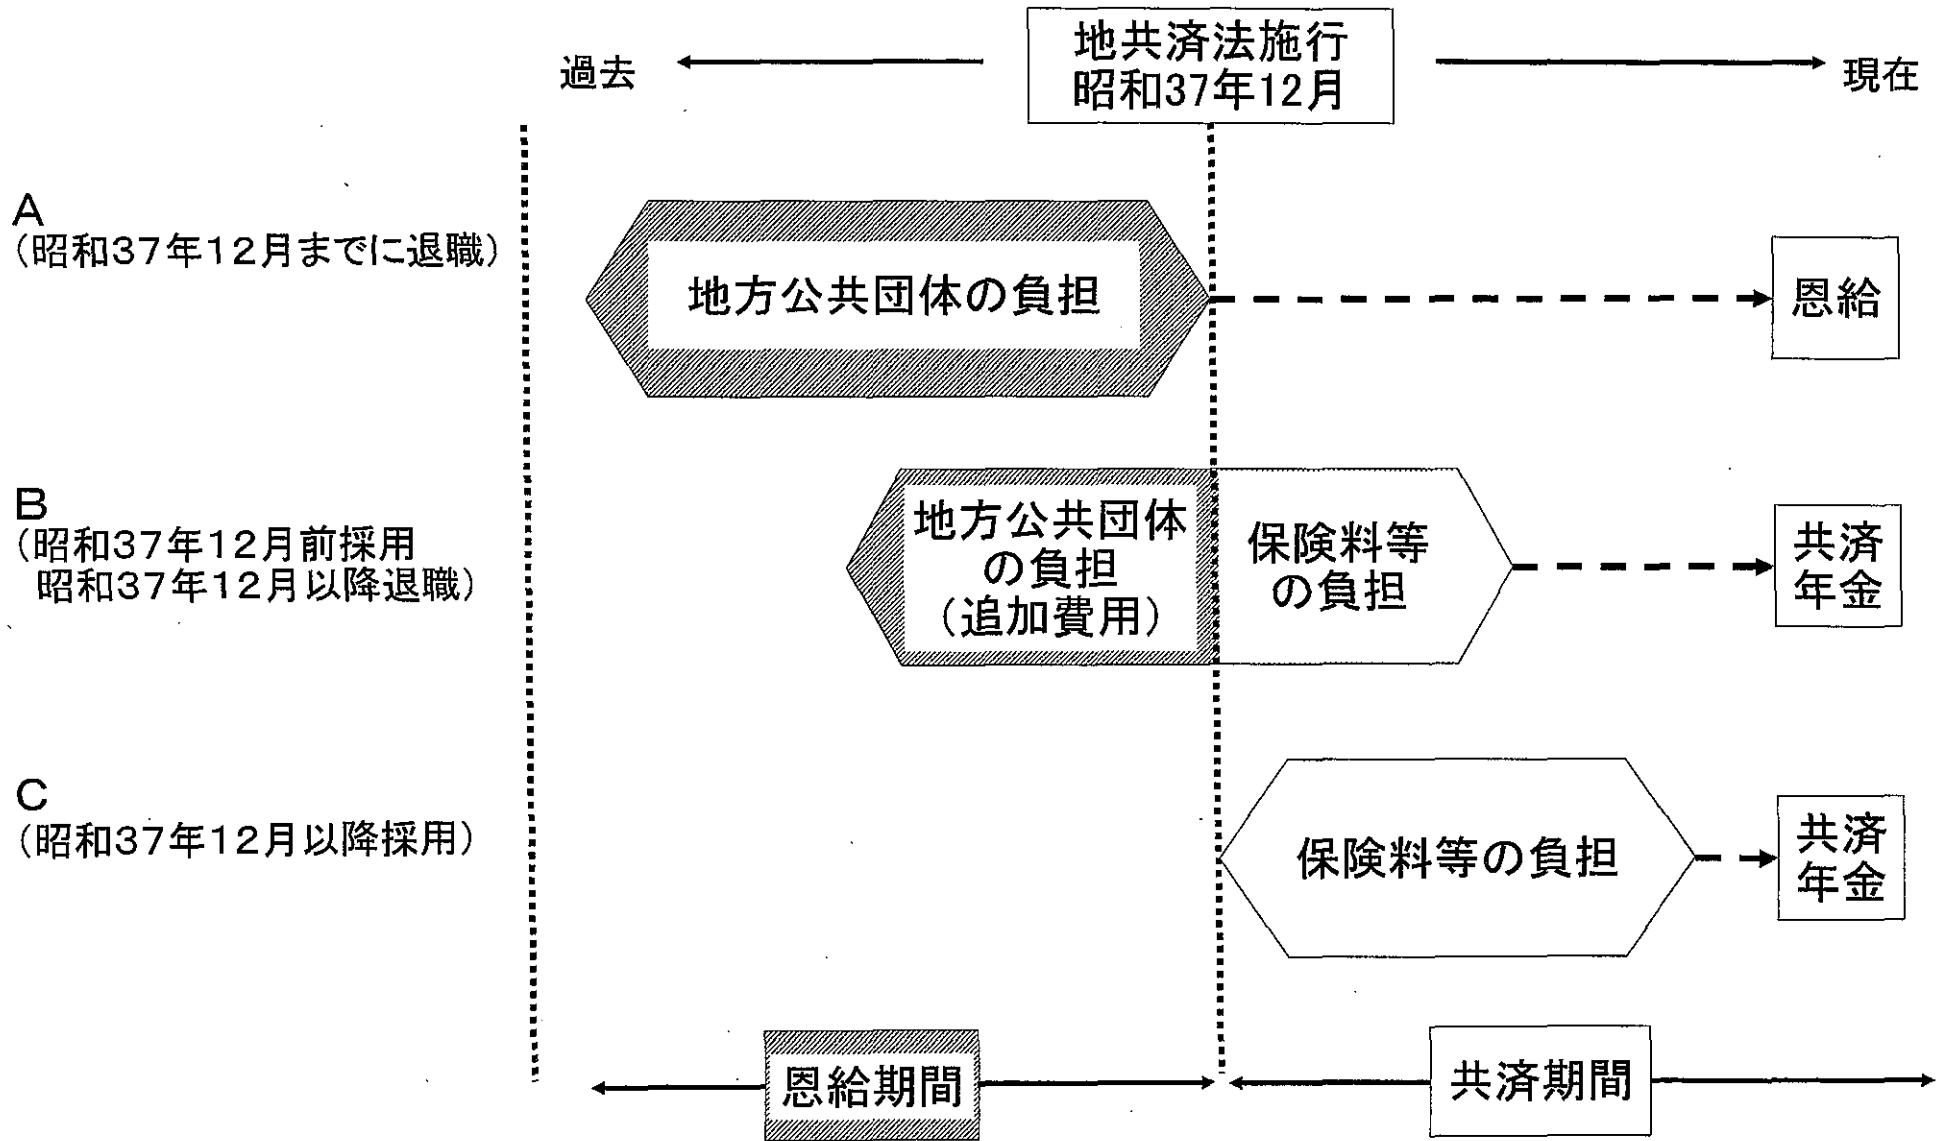 地共済法施行
昭和37年12月
過去
現在
A
(昭和37年12月までに退職)
地方公共団体の負担
恩給
B
(昭和37年12月前採用
昭和37年12月以降退職)
地方公共団体
の負担
(追加費用)
保険料等
の負担
共済
年金
C
(昭和37年12月以降採用)
保険料等の負担
共済
年金
恩給期間
共済期間